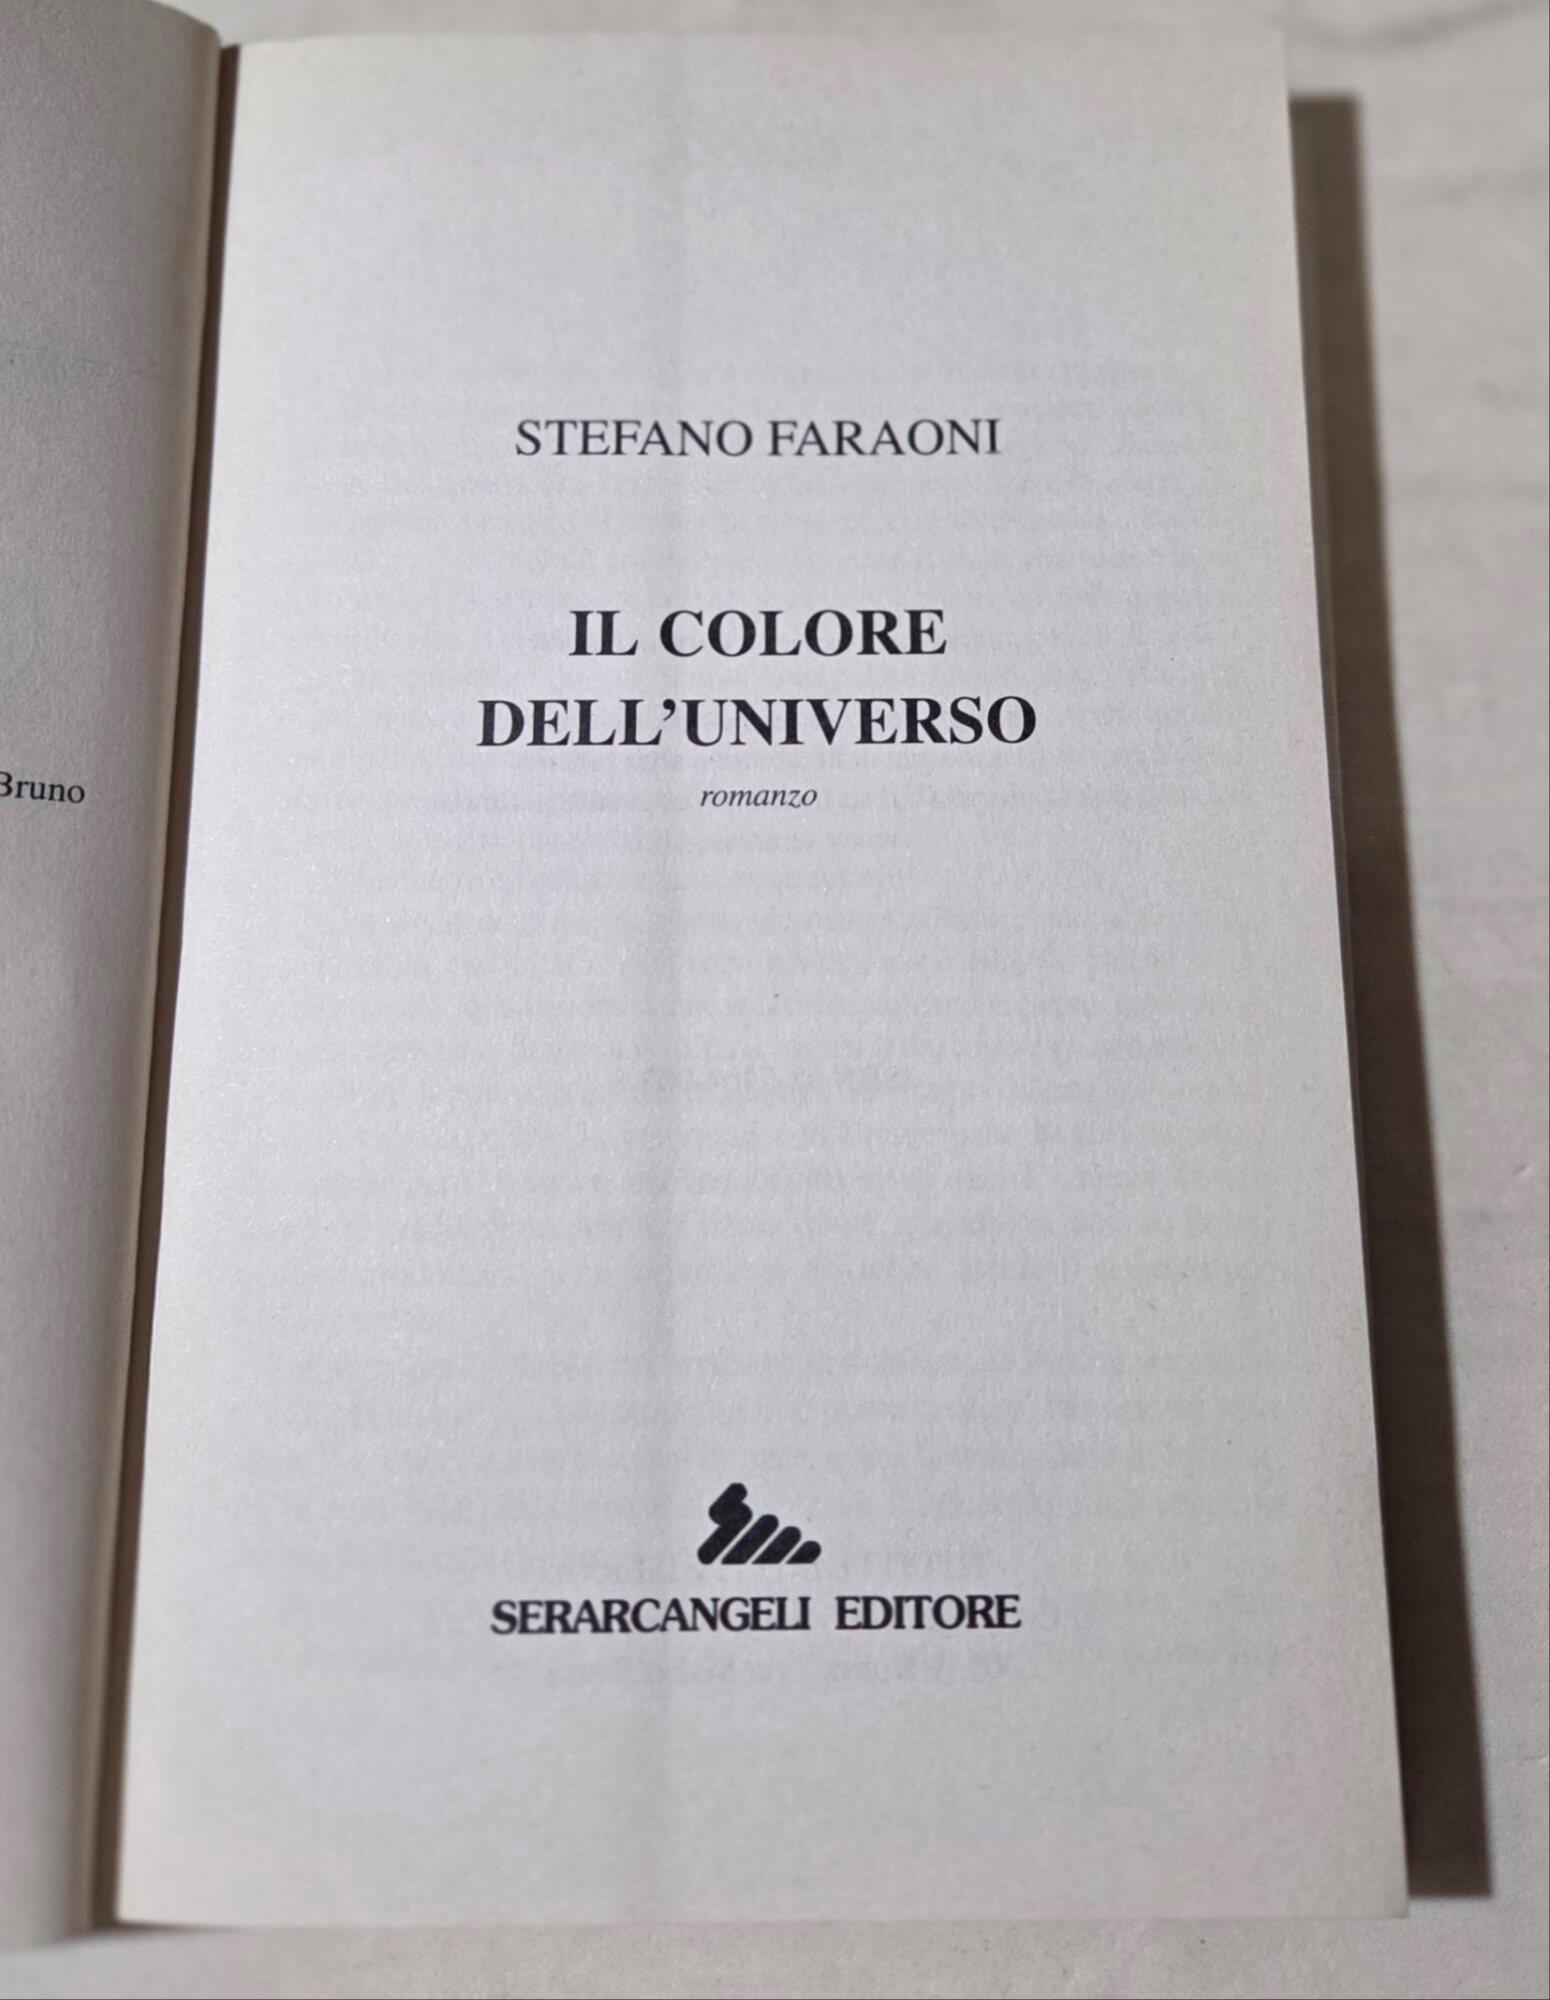 Bruno
STEFANO FARAONI
IL COLORE
DELL’UNIVERSO
romanzo
SERARCANGELI EDITORE